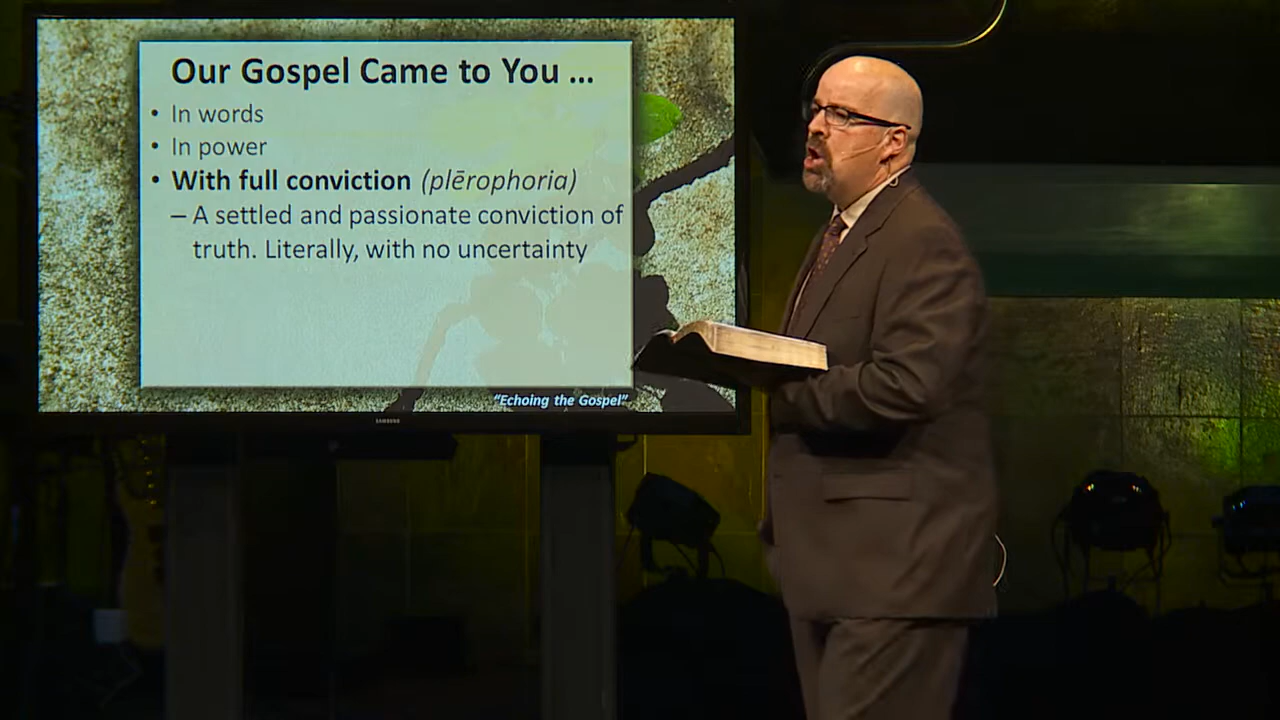 Our Gospel Came to You ...
• In words
• In power
• With full conviction (plērophoria)
– A settled and passionate conviction of
truth. Literally, with no uncertainty
"Echoing the Gospel"
SAMSUNG